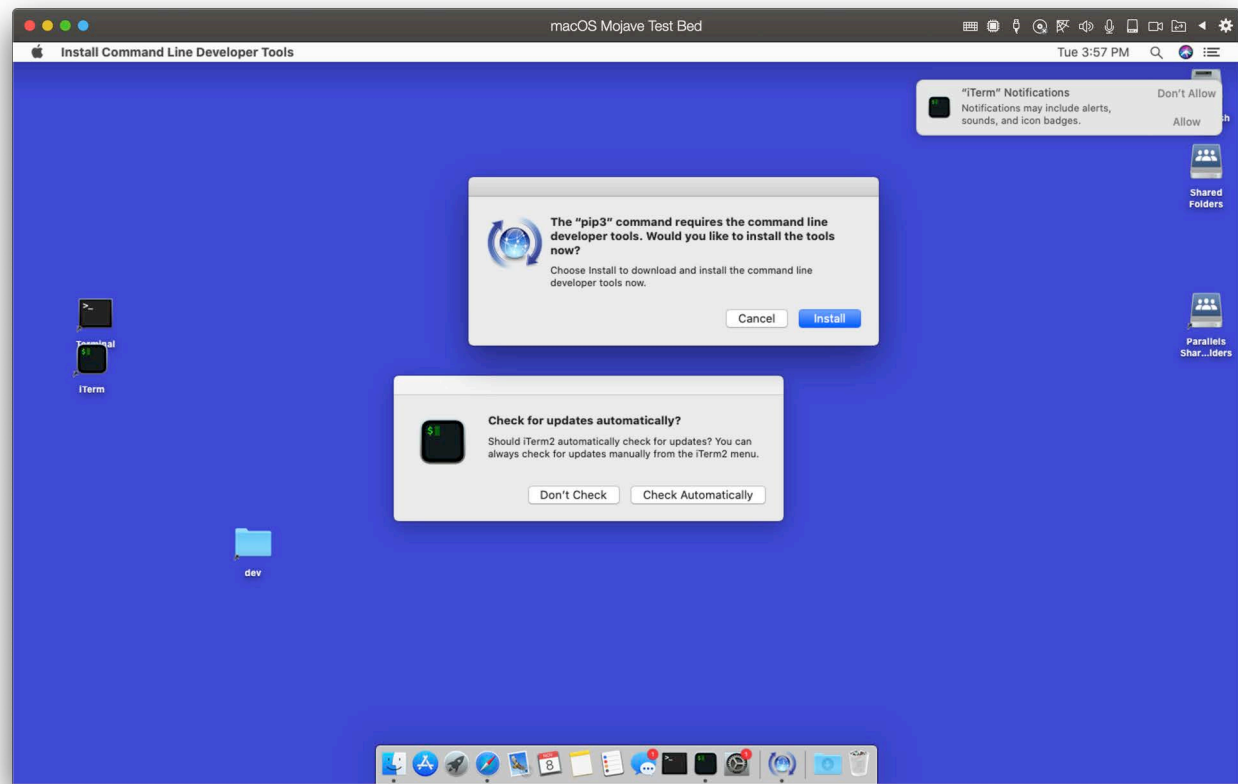 macOS Mojave Test Bed
Install Command Line Developer Tools
Tue 3:57 PM
"iTerm" Notifications
Notifications may include alerts,
sounds, and icon badges.
Don't Allow
Allow
Shared
Folders
The "pip3" command requires the command line
developer tools. Would you like to install the tools
now?
Choose Install to download and install the command line
developer tools now.
Cancel
Install
Terminal
$
iTerm
Parallels
Shar...lders
Check for updates automatically?
Should iTerm2 automatically check for updates? You can
always check for updates manually from the iTerm2 menu.
Don't Check
Check Automatically
dev
8
1
1